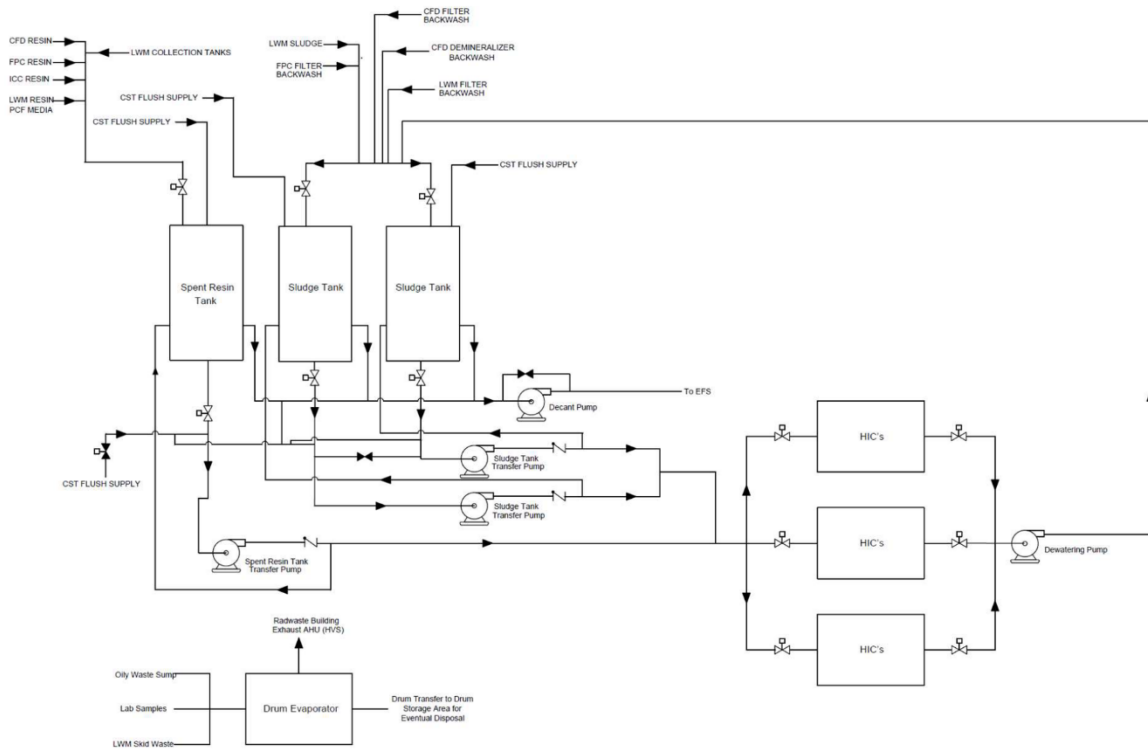 CFD FILTER
BACKWASH
CFD RESIN
LWM COLLECTION TANKS
FPC RESIN
ICC RESIN
LWM RESIN
PCF MEDIA
LWM SLUDGE
FPC FILTER
BACKWASH
CFD DEMINERALIZER
BACKWASH
LWM FILTER
BACKWASH
CST FLUSH SUPPLY
CST FLUSH SUPPLY
CST FLUSH SUPPLY
Spent Resin
Tank
Sludge Tank
Sludge Tank
To EFS
Decant Pump
CST FLUSH SUPPLY
Sludge Tank
Transfer Pump
Sludge Tank
Transfer Pump
Spent Resin Tank
Transfer Pump
HIC's
HIC's
HIC's
Dewatering Pump
Radwaste Building
Exhaust AHU (HVS)
Oily Waste Sump
Lab Samples
LWM Skid Waste
Drum Evaporator
Drum Transfer to Drum
Storage Area for
Eventual Disposal